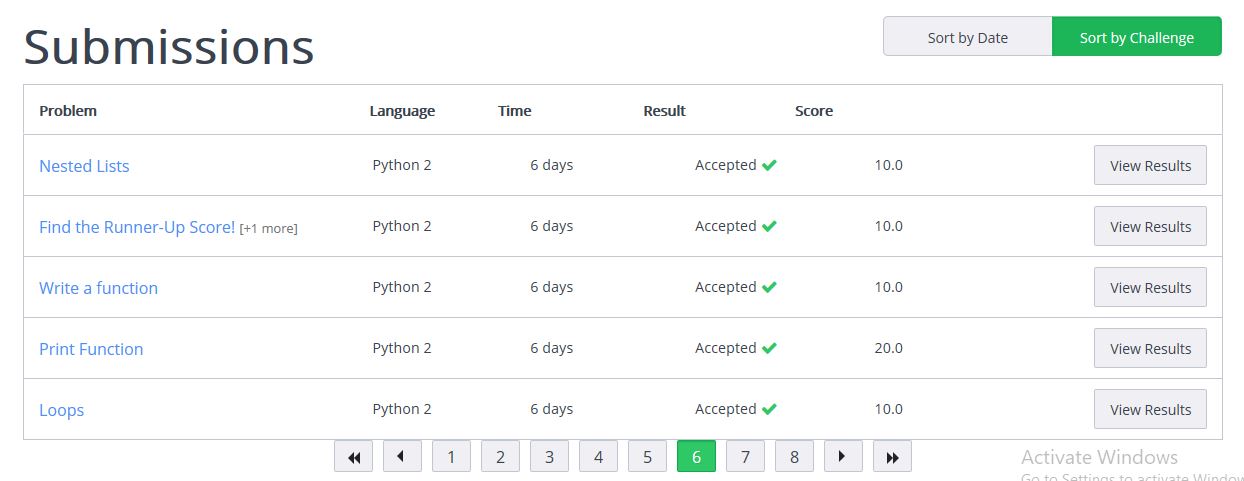 Submissions
Sort by Date Sort by Challenge
Problem Language Time Result Score
Nested Lists Python 2 6 days Accepted 10.0 View Results
Find the Runner-Up Score! [+1 more] Python 2 6 days Accepted 10.0 View Results
Write a function Python 2 6 days Accepted 10.0 View Results
Print Function Python 2 6 days Accepted 20.0 View Results
Loops Python 2 6 days Accepted 10.0 View Results
1 2 3 4 5 6 7 8
Activate Windows
Go to Settings to activate Window